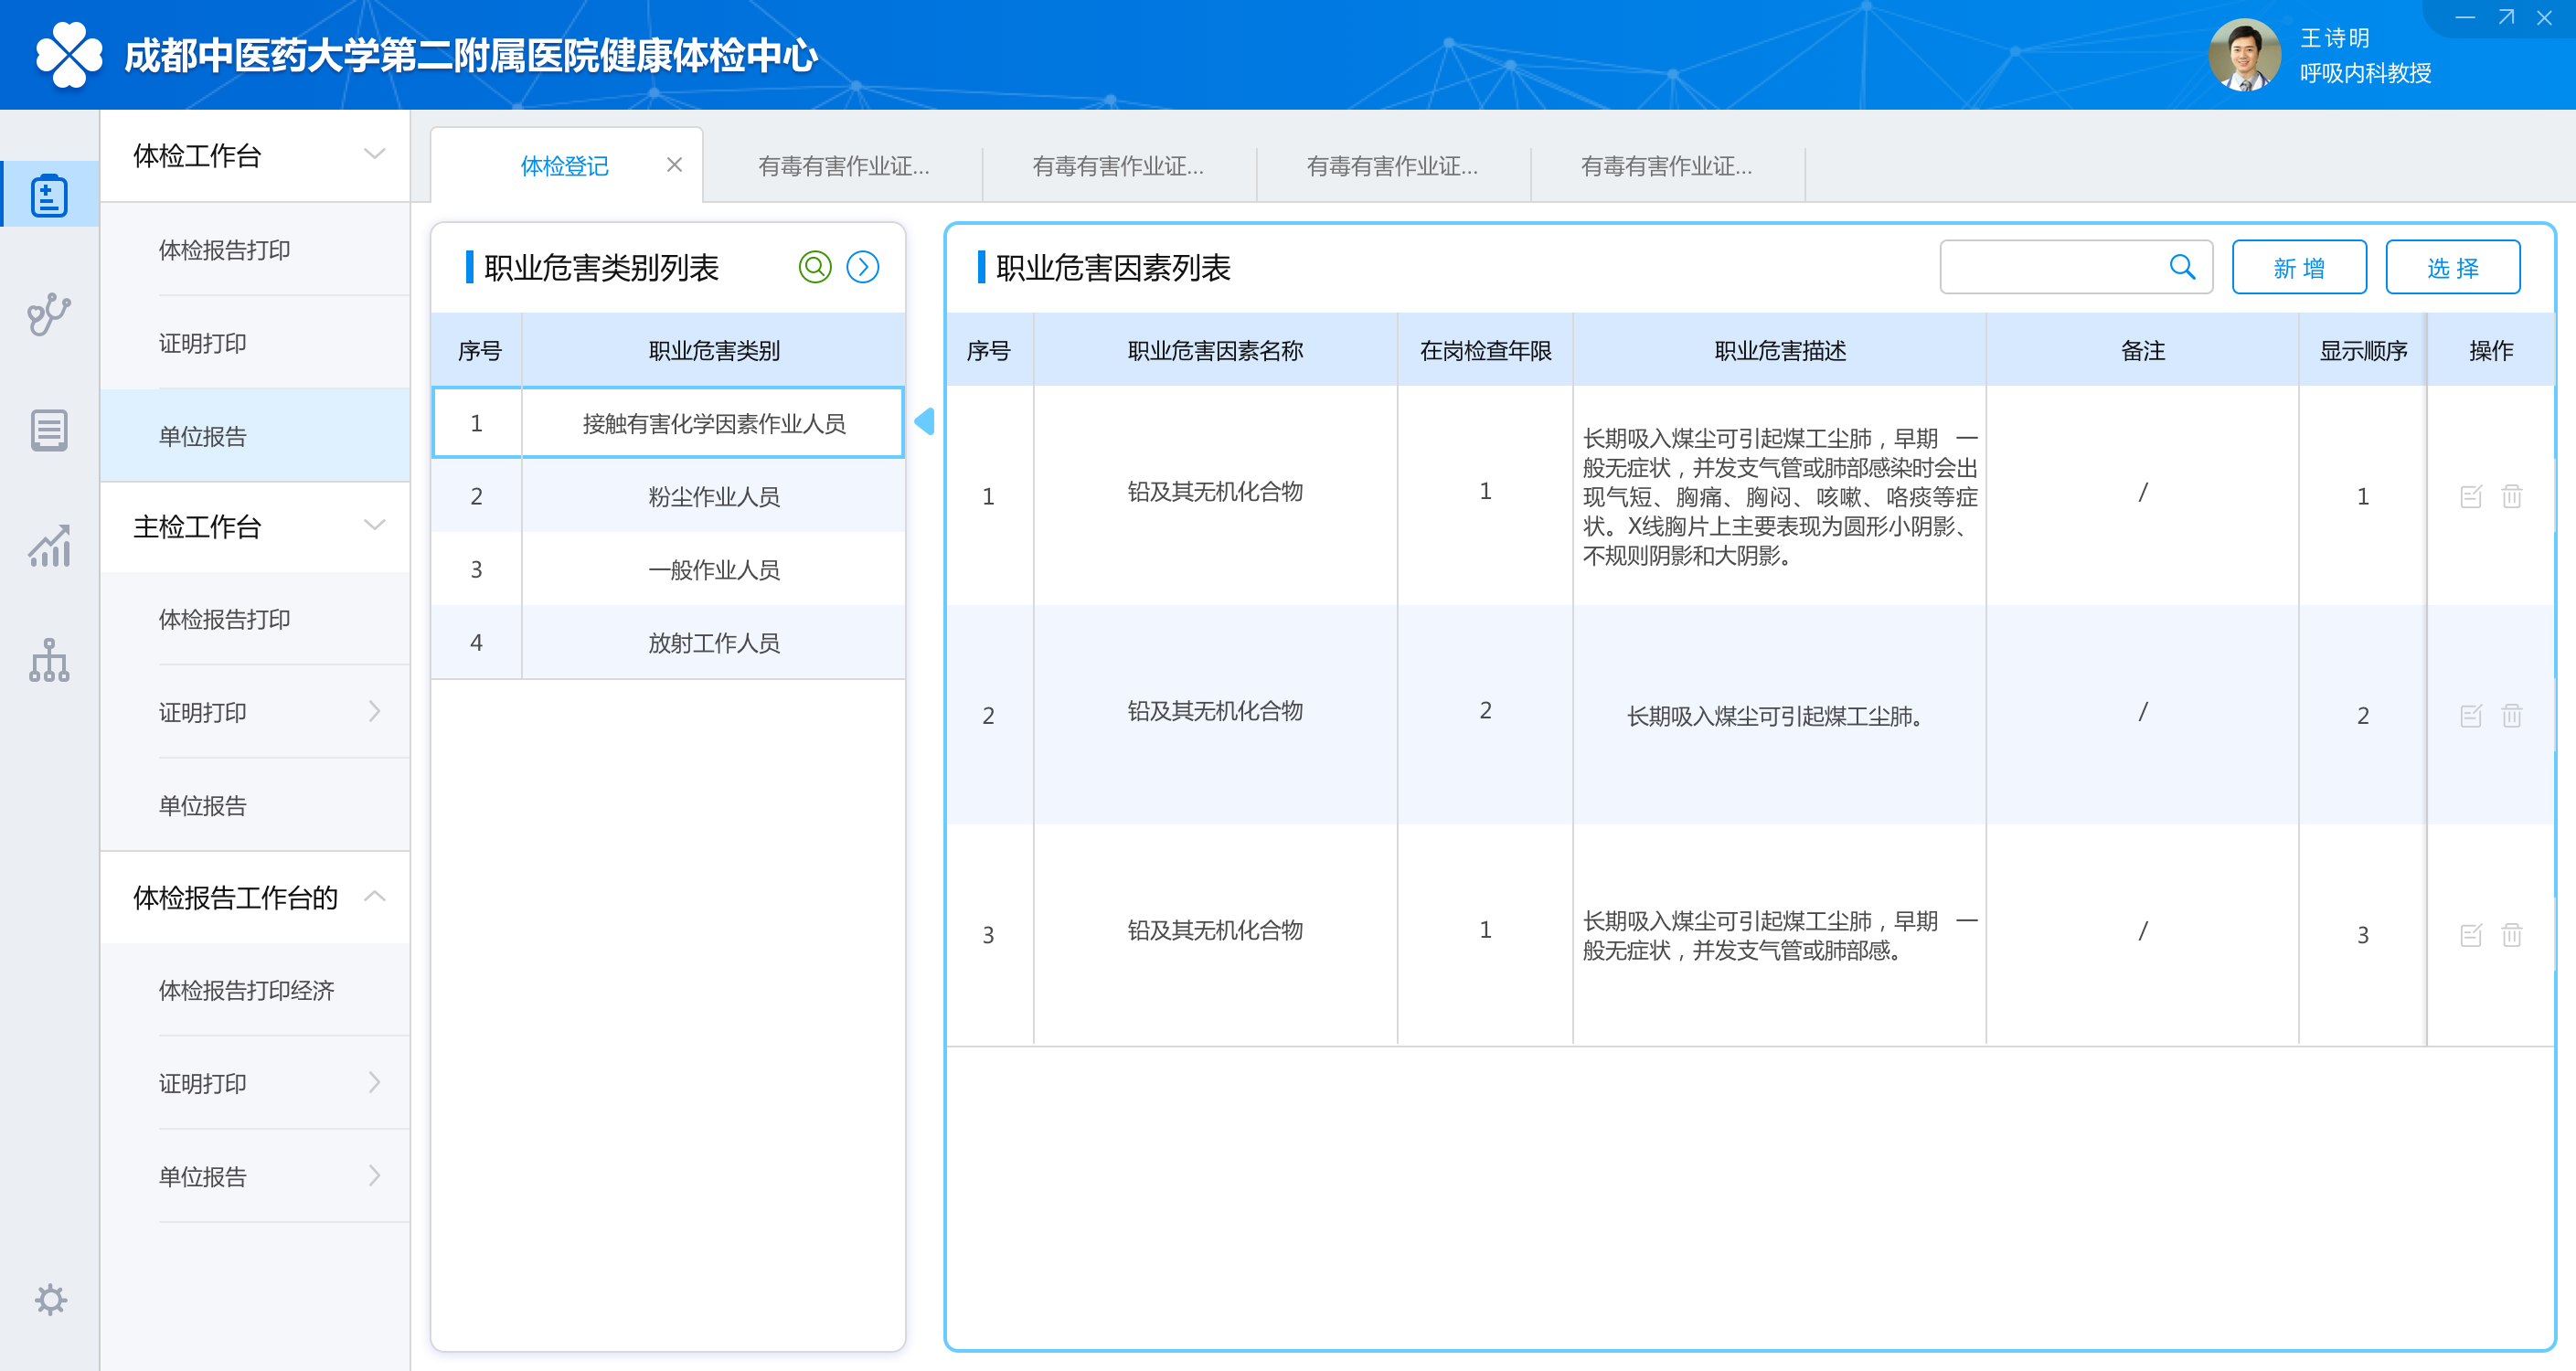 成都中医药大学第二附属医院健康体检中心
王诗明
呼吸内科教授
体检工作台
体检报告打印
证明打印
单位报告
主检工作台
体检报告打印
证明打印
单位报告
体检报告工作台的
体检报告打印经济
证明打印
单位报告
体检登记
有毒有害作业证...
有毒有害作业证...
有毒有害作业证...
有毒有害作业证...
职业危害类别列表
序号 职业危害类别
1 接触有害化学因素作业人员
2 粉尘作业人员
3 一般作业人员
4 放射工作人员
职业危害因素列表
新 增
选 择
序号 职业危害因素名称 在岗检查年限 职业危害描述 备注 显示顺序 操作
1 铅及其无机化合物 1
长期吸入煤尘可引起煤工尘肺，早期 一
般无症状，并发支气管或肺部感染时会出
现气短、胸痛、胸闷、咳嗽、咯痰等症
状。X线胸片上主要表现为圆形小阴影、
不规则阴影和大阴影。
/ 1
2 铅及其无机化合物 2 长期吸入煤尘可引起煤工尘肺。 / 2
3 铅及其无机化合物 1
长期吸入煤尘可引起煤工尘肺，早期 一
般无症状，并发支气管或肺部感。
/ 3